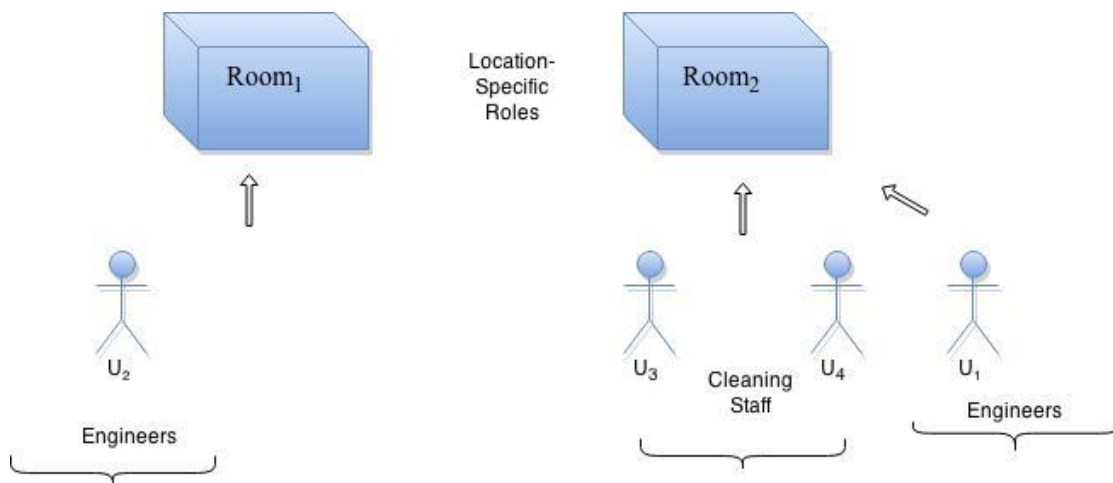 Room₁
Location-
Specific
Roles
Room₂
U₂
U₃
Cleaning
Staff
U₄
U₁
Engineers
Engineers